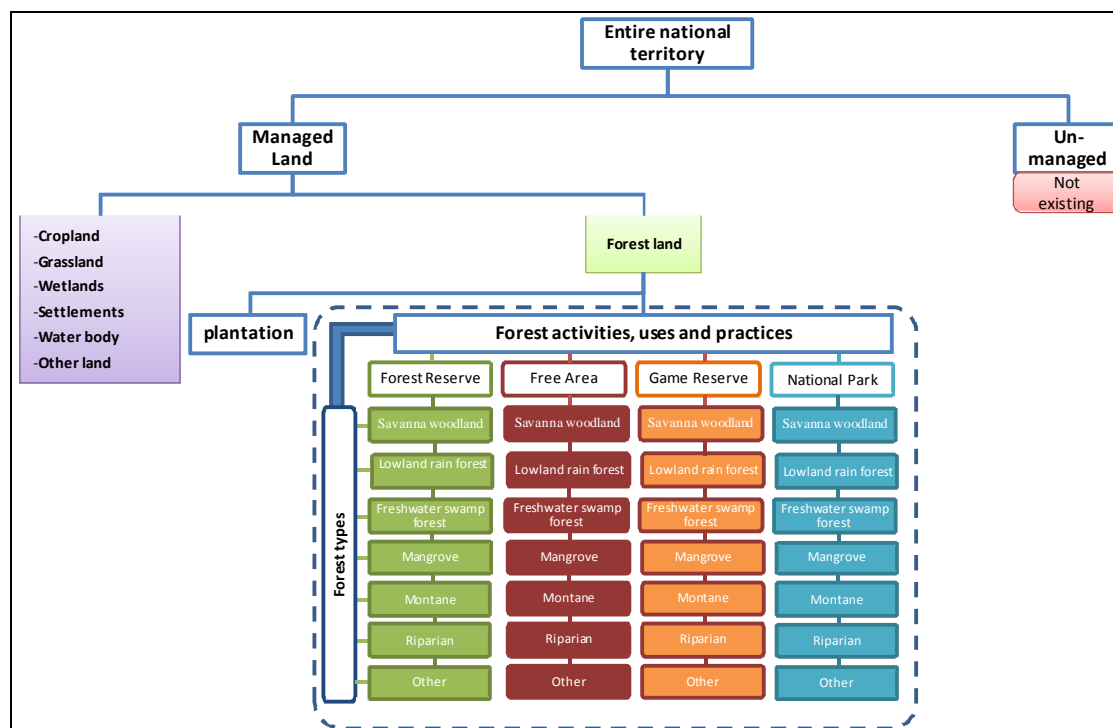 Entire national
territory
Managed
Land
Un-
managed
Not
existing
-Cropland
-Grassland
-Wetlands
-Settlements
-Water body
-Other land
Forest land
plantation
Forest activities, uses and practices
Forest types
Forest Reserve
Free Area
Game Reserve
National Park
Savanna woodland
Savanna woodland
Savanna woodland
Savanna woodland
Lowland rain forest
Lowland rain forest
Lowland rain forest
Lowland rain forest
Freshwater swamp
forest
Freshwater swamp
forest
Freshwater swamp
forest
Freshwater swamp
forest
Mangrove
Mangrove
Mangrove
Mangrove
Montane
Montane
Montane
Montane
Riparian
Riparian
Riparian
Riparian
Other
Other
Other
Other